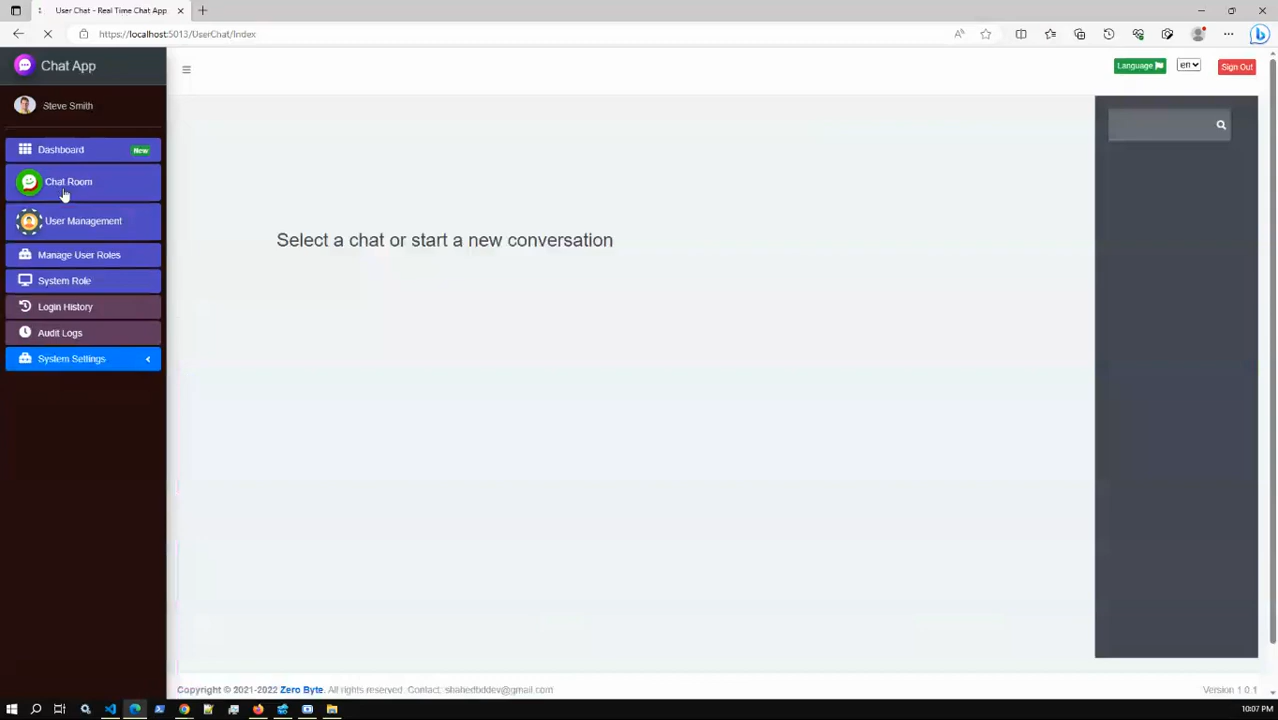 User Chat - Real Time Chat App
https://localhost:5013/UserChat/Index
Chat App
Language
en
Sign Out
Steve Smith
Dashboard New
Chat Room
User Management
Manage User Roles
System Role
Login History
Audit Logs
System Settings
Select a chat or start a new conversation
Copyright © 2021-2022 Zero Byte. All rights reserved. Contact: shahedbddev@gmail.com
Version 1.0.1
10:07 PM